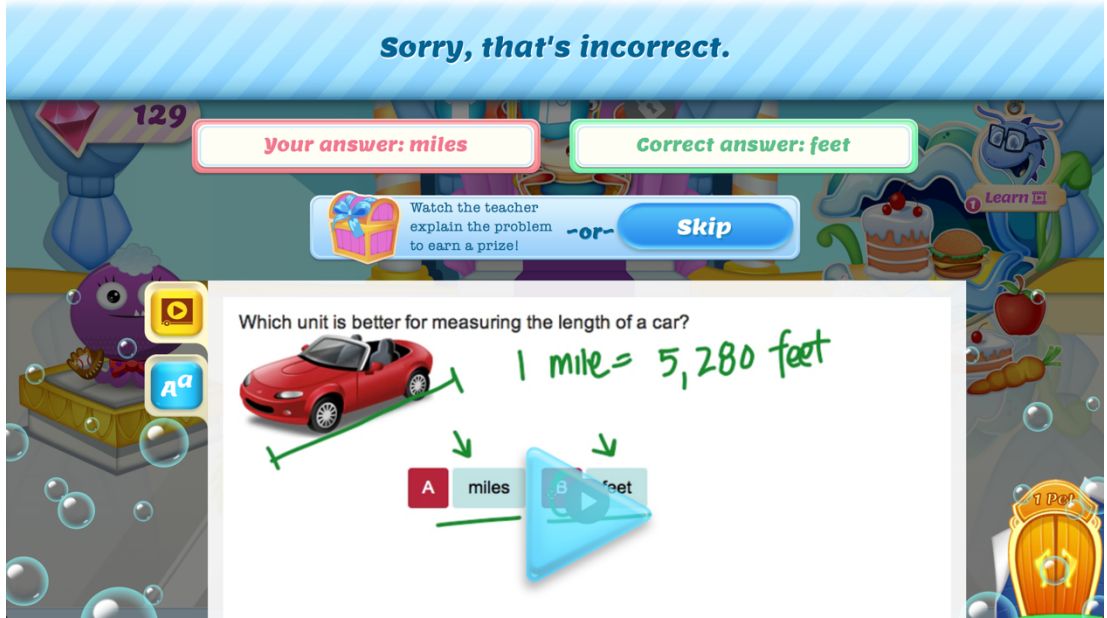 Sorry, that's incorrect.
129
Your answer: miles
Correct answer: feet
Watch the teacher
explain the problem
to earn a prize!
-or-
Skip
1 Learn
Which unit is better for measuring the length of a car?
1 mile = 5,280 feet
Aa
A miles
B feet
1 Pet